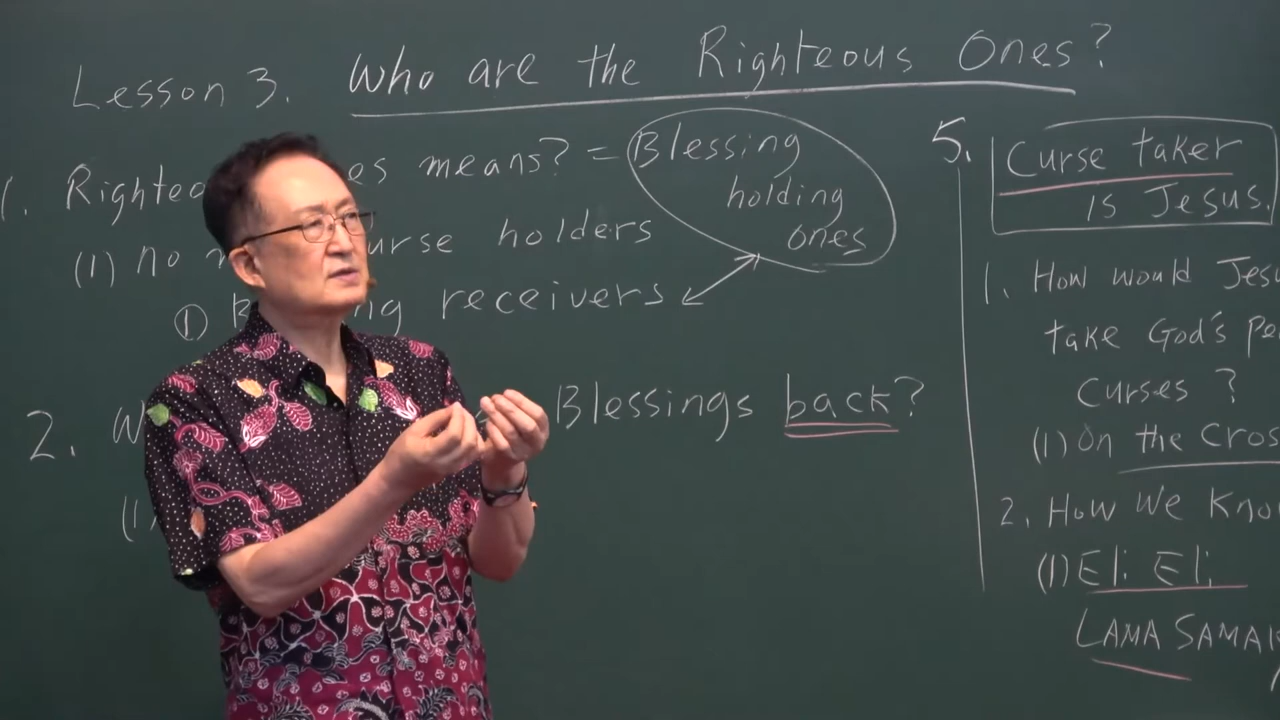 Lesson 3. Who are the Righteous Ones?
1. Righteo es means? = Blessing
holding
ones
(1) no urse holders
① B ng receivers
2. W Blessings back?
(1)
5. Curse taker
is Jesus.
1. How would Jes
take God's pe
curses ?
(1) On the Cros
2. How We Kno
(1) Eli Eli
LAMA SAMA